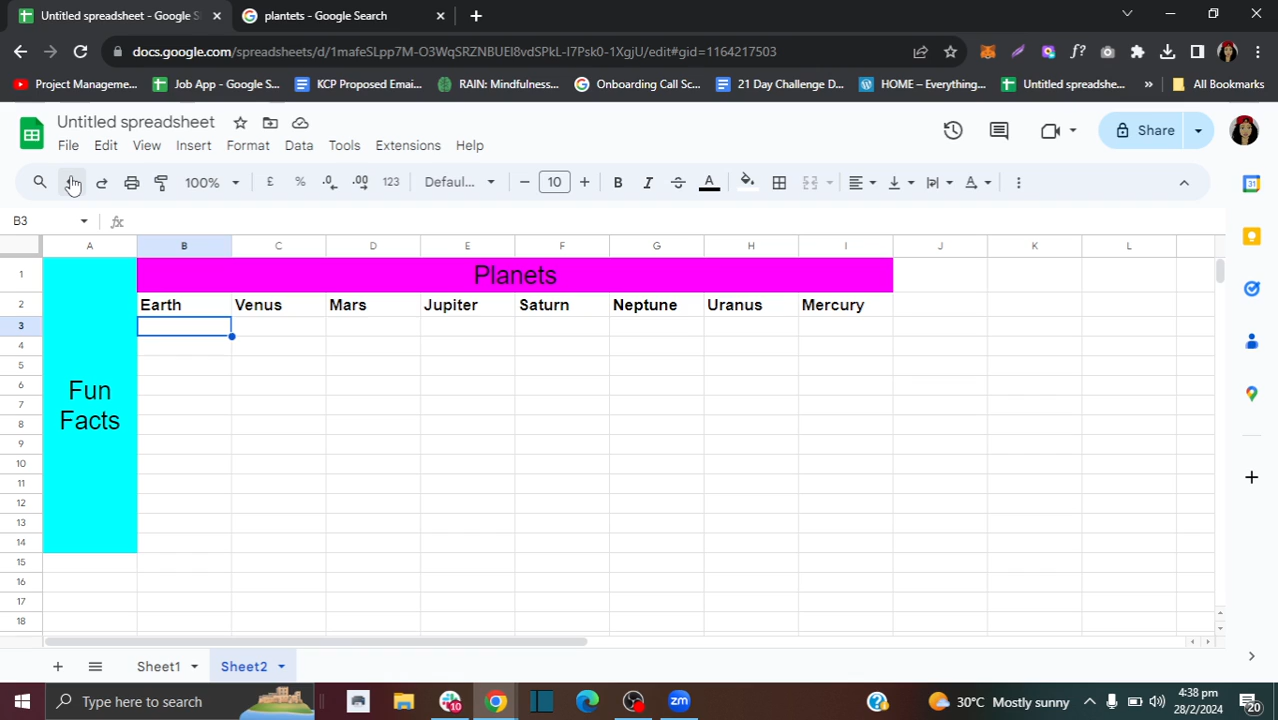 Untitled spreadsheet - Google S
plantets - Google Search
docs.google.com/spreadsheets/d/1mafeSLpp7M-O3WqSRZNBUEl8vdSPkL-I7Psk0-1XgjU/edit#gid=1164217503
Project Manageme...
Job App - Google S...
KCP Proposed Emai...
RAIN: Mindfulness...
Onboarding Call Sc...
21 Day Challenge D...
HOME – Everything...
Untitled spreadshe...
All Bookmarks
Untitled spreadsheet
File Edit View Insert Format Data Tools Extensions Help
Share
100% £ % .0 .00 123 Defaul... 10 B I A
B3 fx
A B C D E F G H I J K L
1 Planets
2 Earth Venus Mars Jupiter Saturn Neptune Uranus Mercury
3
4
5
6
7
8
9
10
11
12
13
14
15
16
17
18
Fun
Facts
Sheet1 Sheet2
Type here to search
10
30°C Mostly sunny
4:38 pm
28/2/2024
20
31